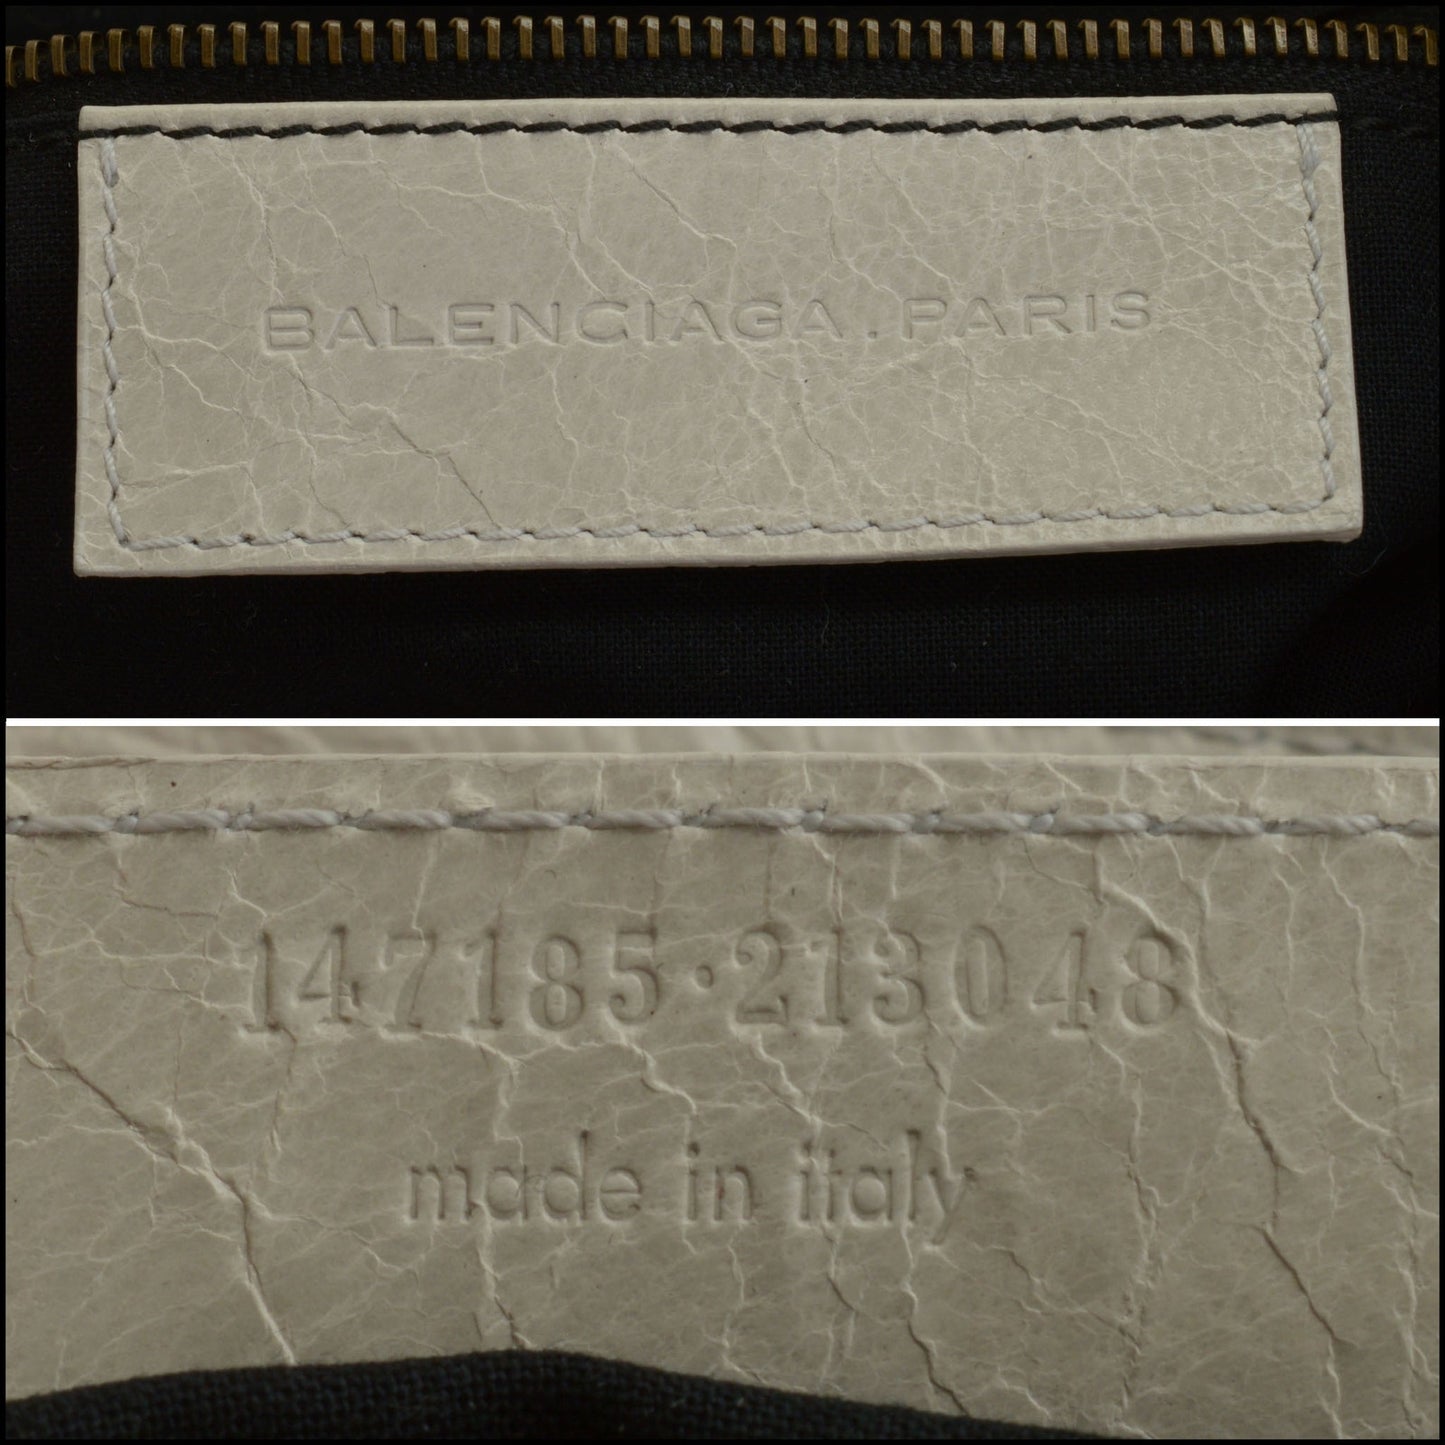 BALENCIAGA.PARIS
147185·213048
made in italy